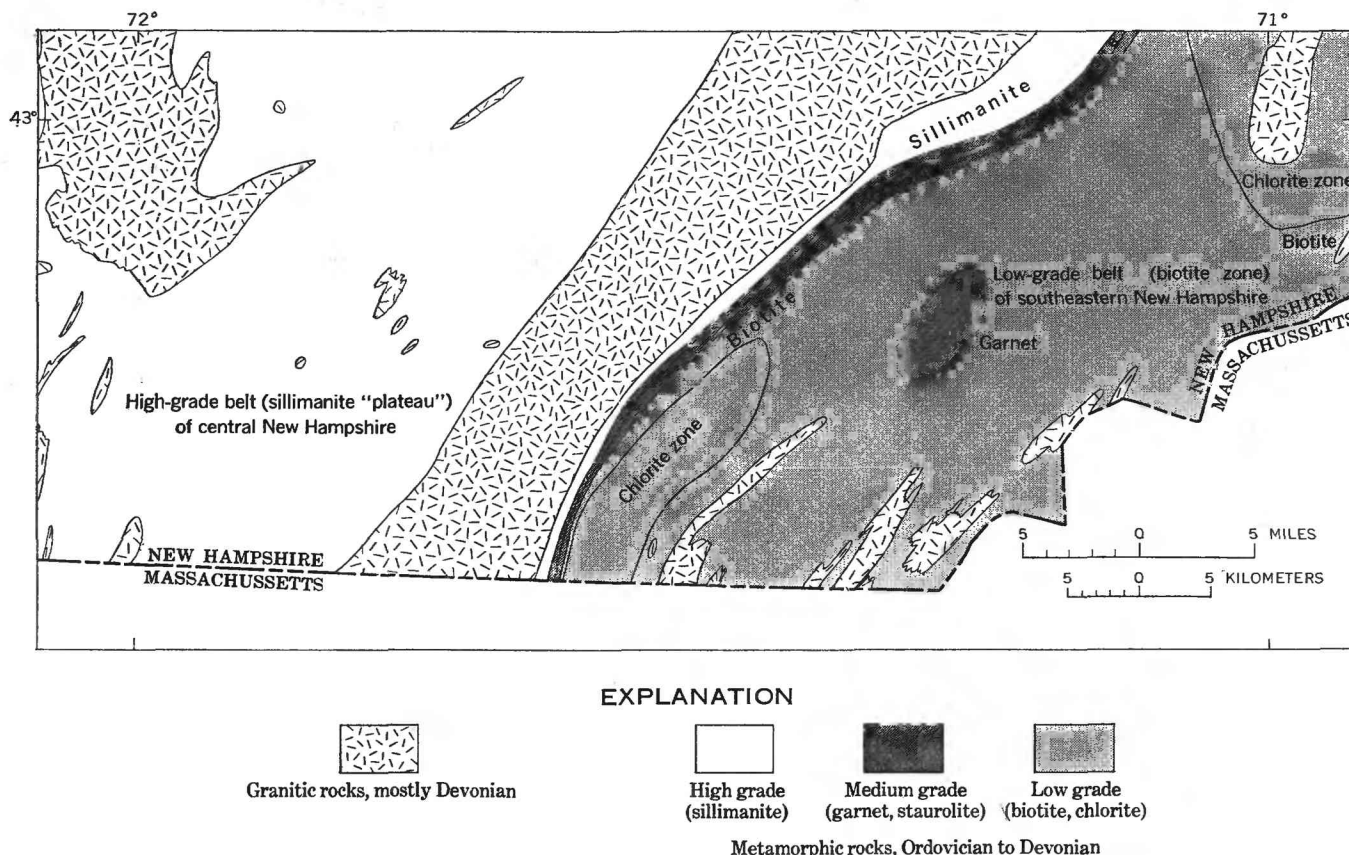 72°
71°
43°
Sillimanite
Chlorite zone
Biotite
Low-grade belt (biotite zone)
of southeastern New Hampshire
Garnet
Biotite
NEW HAMPSHIRE
MASSACHUSSETTS
High-grade belt (sillimanite "plateau")
of central New Hampshire
Chlorite zone
5 0 5 MILES
5 0 5 KILOMETERS
NEW HAMPSHIRE
MASSACHUSSETTS
EXPLANATION
Granitic rocks, mostly Devonian
High grade
(sillimanite)
Medium grade
(garnet, staurolite)
Low grade
(biotite, chlorite)
Metamorphic rocks, Ordovician to Devonian